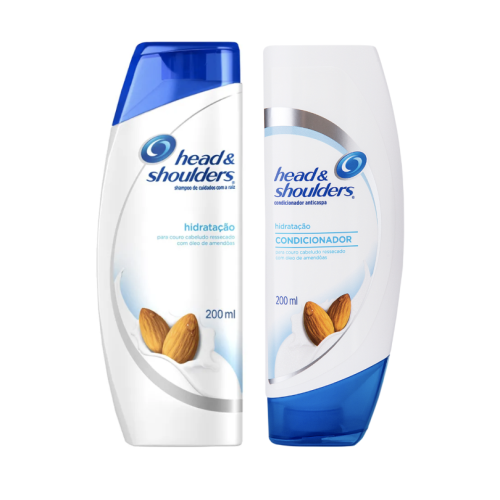 head &
shoulders®
shampoo de cuidados com a raiz
hidratação
para couro cabeludo ressecado
com óleo de amêndoas
200 ml
head &
shoulders®
condicionador anticaspa
hidratação
CONDICIONADOR
para couro cabeludo ressecado
com óleo de amêndoas
200 ml